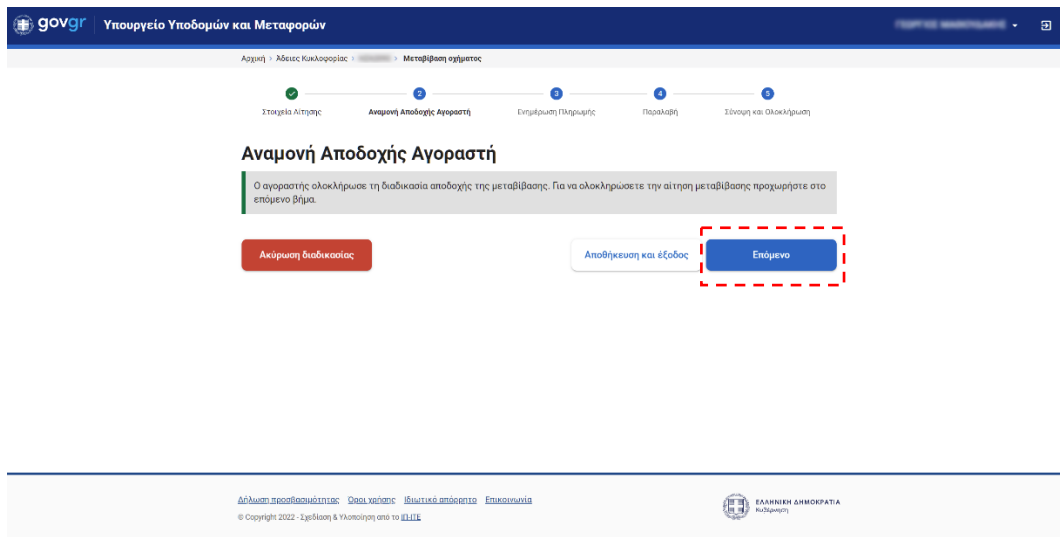 govgr Υπουργείο Υποδομών και Μεταφορών
Αρχική > Άδειες Κυκλοφορίας > > Μεταβίβαση οχήματος
2 3 4 5
Στοιχεία Αίτησης Αναμονή Αποδοχής Αγοραστή Ενημέρωση Πληρωμής Παραλαβή Σύνοψη και Ολοκλήρωση
Αναμονή Αποδοχής Αγοραστή
Ο αγοραστής ολοκλήρωσε τη διαδικασία αποδοχής της μεταβίβασης. Για να ολοκληρώσετε την αίτηση μεταβίβασης προχωρήστε στο
επόμενο βήμα.
Ακύρωση διαδικασίας Αποθήκευση και έξοδος Επόμενο
Δήλωση προσβασιμότητας Όροι χρήσης Ιδιωτικό απόρρητο Επικοινωνία
© Copyright 2022 - Σχεδίαση & Υλοποίηση από το ΙΠ-ΙΤΕ
ΕΛΛΗΝΙΚΗ ΔΗΜΟΚΡΑΤΙΑ
Κυβέρνηση